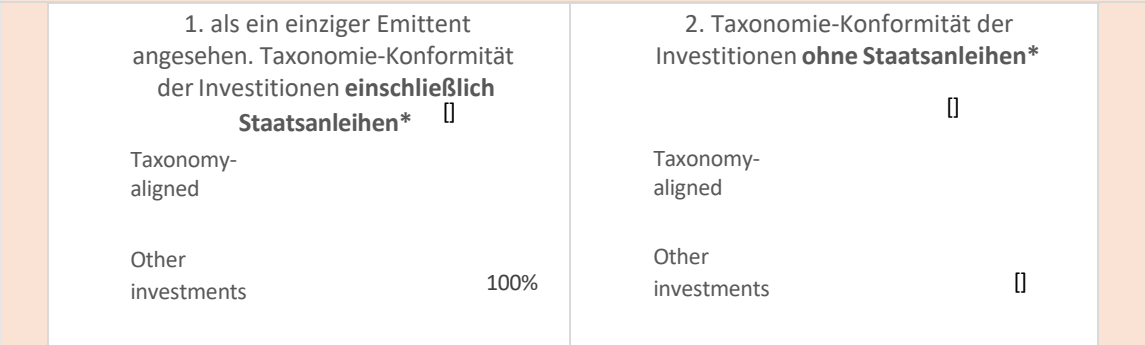 1. als ein einziger Emittent
angesehen. Taxonomie-Konformität
der Investitionen einschließlich
Staatsanleihen* []
Taxonomy-
aligned
Other
investments 100%
2. Taxonomie-Konformität der
Investitionen ohne Staatsanleihen*
[]
Taxonomy-
aligned
Other
investments []